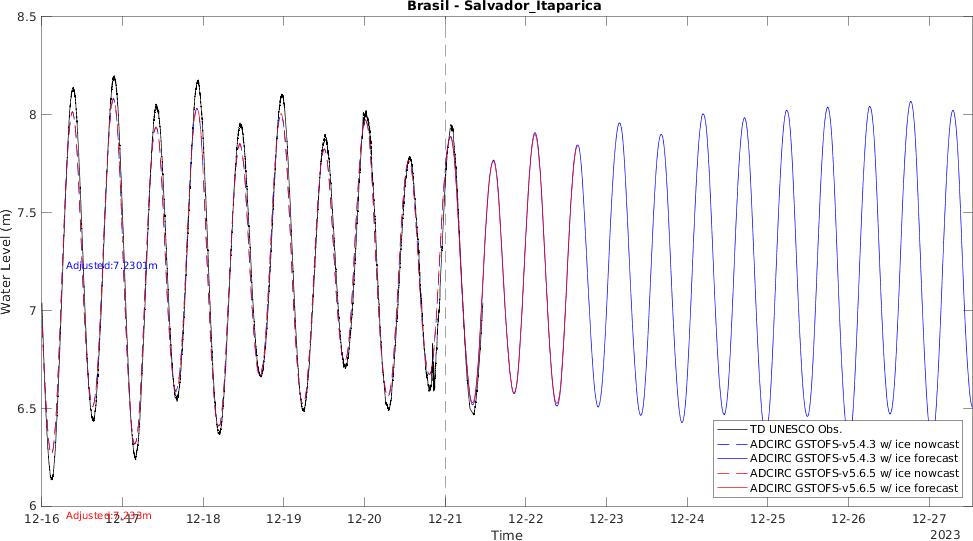 Brasil - Salvador_Itaparica
8.5
8
7.5
7
6.5
6
Water Level (m)
Adjusted:7.2301m
Adjusted:7.233m
TD UNESCO Obs.
ADCIRC GSTOFS-v5.4.3 w/ ice nowcast
ADCIRC GSTOFS-v5.4.3 w/ ice forecast
ADCIRC GSTOFS-v5.6.5 w/ ice nowcast
ADCIRC GSTOFS-v5.6.5 w/ ice forecast
12-16 12-17 12-18 12-19 12-20 12-21 12-22 12-23 12-24 12-25 12-26 12-27
Time
2023